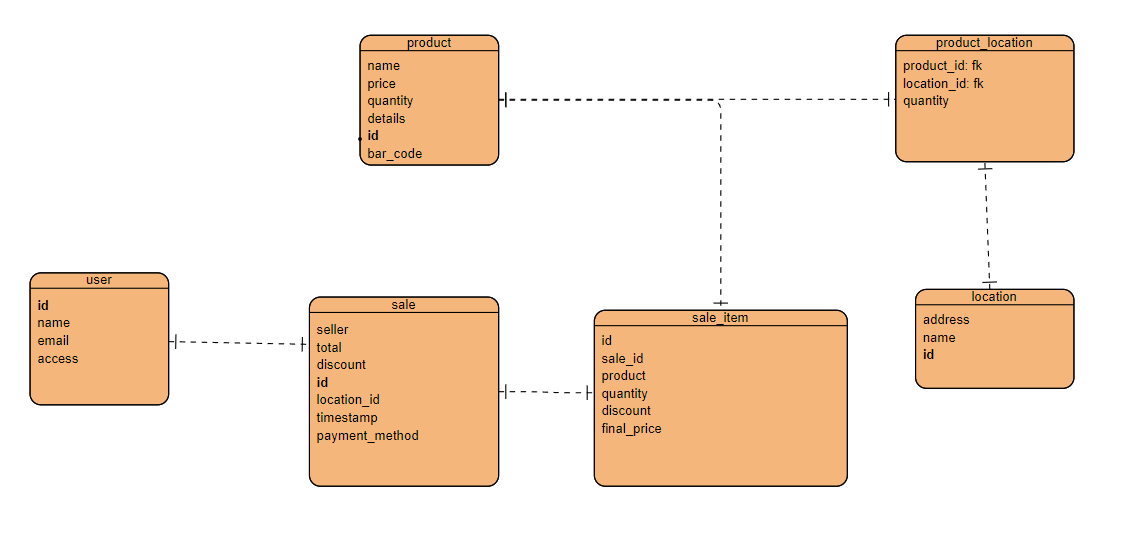 product
name
price
quantity
details
id
bar_code
product_location
product_id: fk
location_id: fk
quantity
user
id
name
email
access
sale
seller
total
discount
id
location_id
timestamp
payment_method
sale_item
id
sale_id
product
quantity
discount
final_price
location
address
name
id